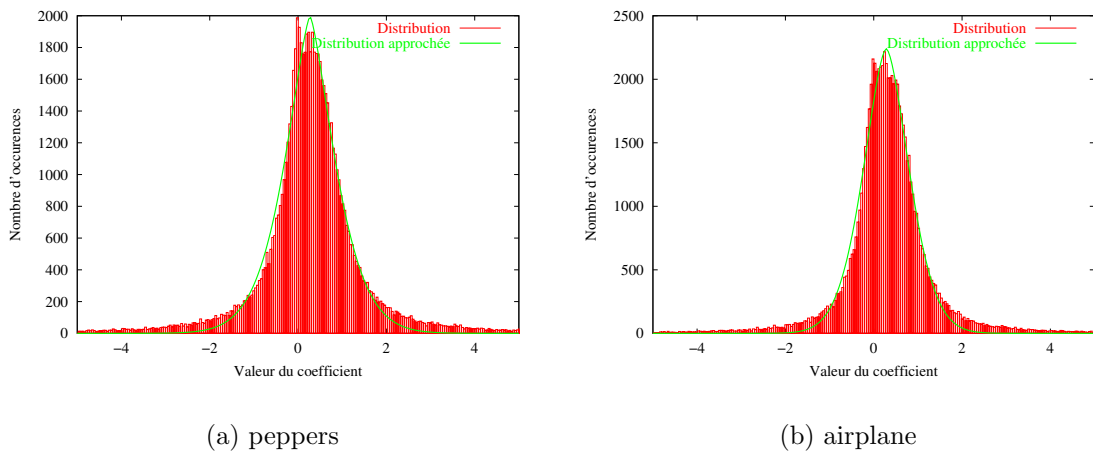 Distribution
Distribution approchée
Nombre d'occurences
2000
1800
1600
1400
1200
1000
800
600
400
200
0
−4
−2
0
2
4
Valeur du coefficient
(a) peppers
Distribution
Distribution approchée
Nombre d'occurences
2500
2000
1500
1000
500
0
−4
−2
0
2
4
Valeur du coefficient
(b) airplane